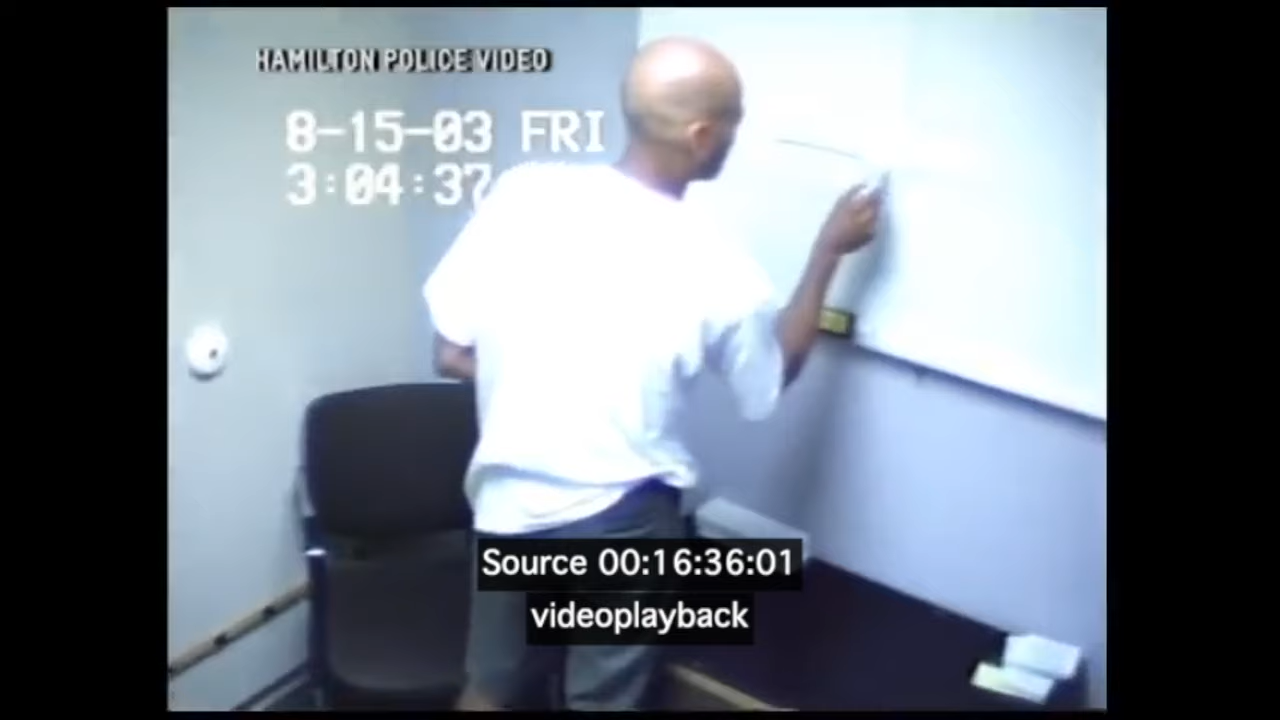 HAMILTON POLICE VIDEO
8-15-03 FRI
3:04:37
Source 00:16:36:01
videoplayback